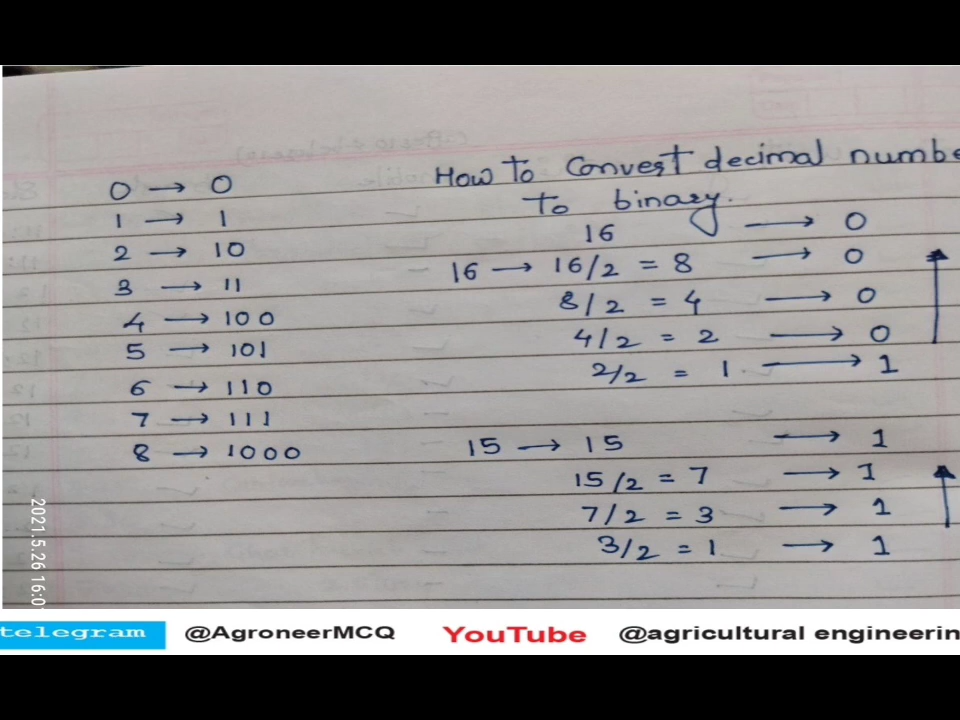 0 → 0
1 → 1
2 → 10
3 → 11
4 → 100
5 → 101
6 → 110
7 → 111
8 → 1000
How to Convert decimal numbe
To binary.
16 → 0
16 → 16/2 = 8 → 0
8/2 = 4 → 0
4/2 = 2 → 0
2/2 = 1 → 1
15 → 15 → 1
15/2 = 7 → 1
7/2 = 3 → 1
3/2 = 1 → 1
2021.5.26 16:0
telegram @AgroneerMCQ YouTube @agricultural engineerin